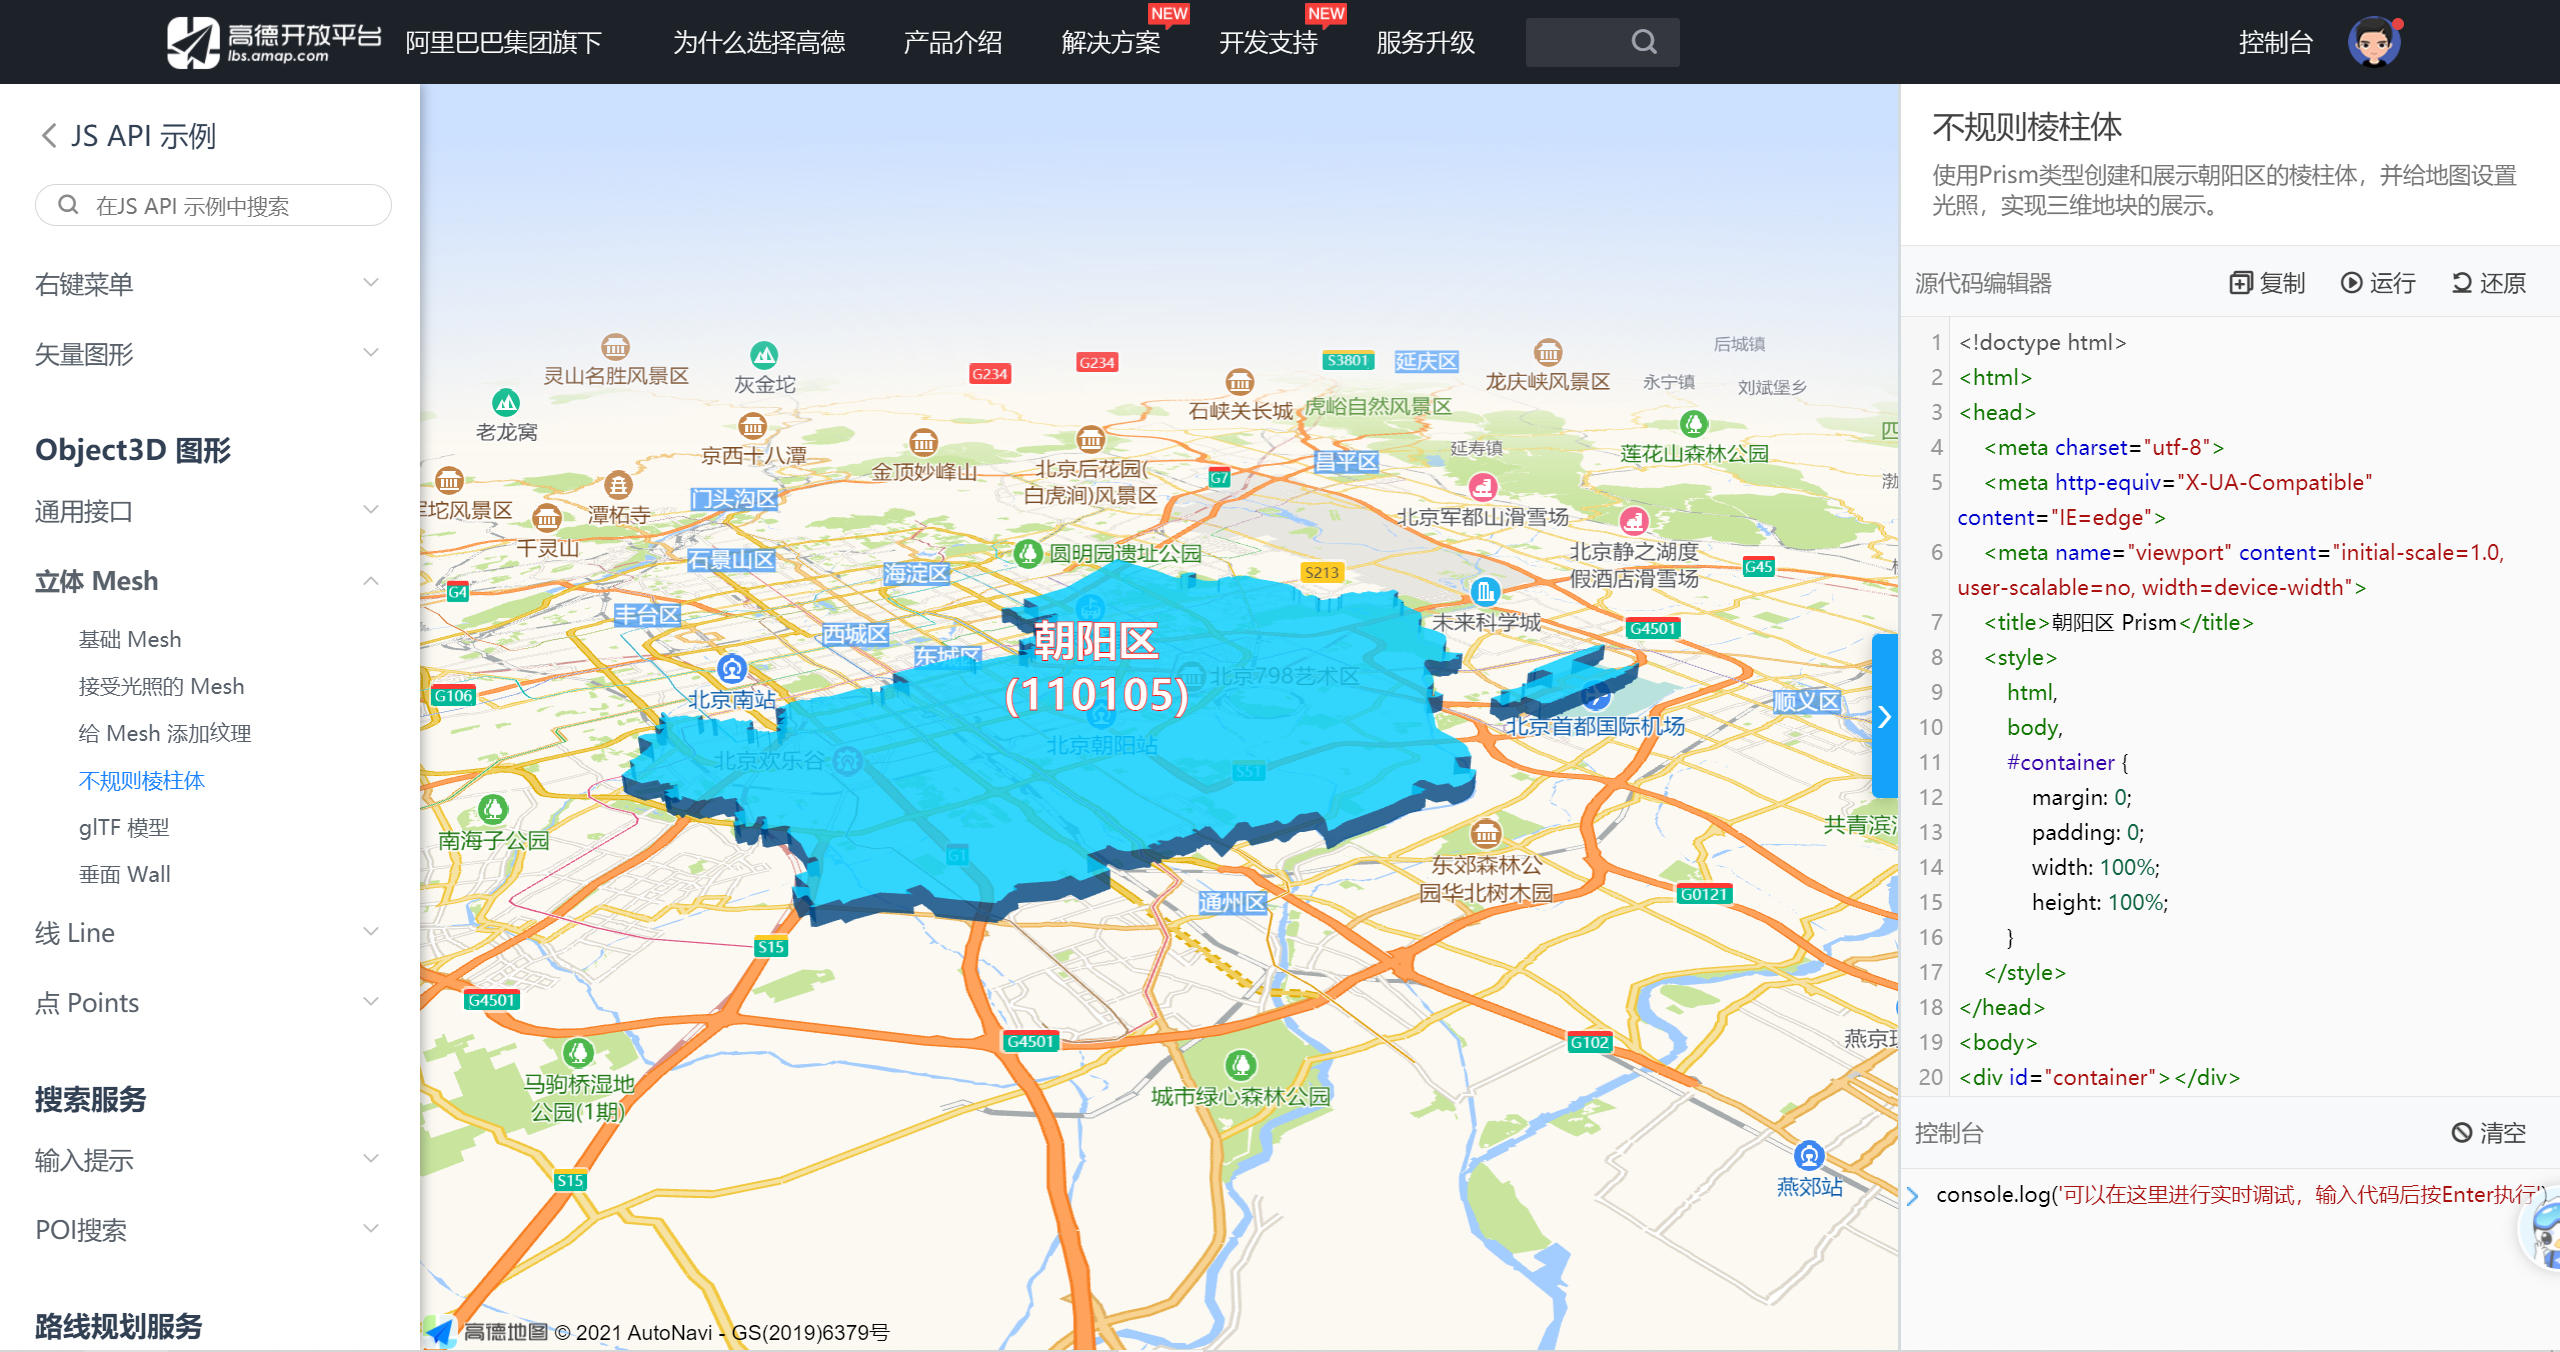 高德开放平台
lbs.amap.com
阿里巴巴集团旗下
为什么选择高德
产品介绍
解决方案
NEW
开发支持
NEW
服务升级
控制台
JS API 示例
在JS API 示例中搜索
右键菜单
矢量图形
Object3D 图形
通用接口
立体 Mesh
基础 Mesh
接受光照的 Mesh
给 Mesh 添加纹理
不规则棱柱体
glTF 模型
垂面 Wall
线 Line
点 Points
搜索服务
输入提示
POI搜索
路线规划服务
后城镇
灵山名胜风景区
灰金坨
G234
G234
S3801
延庆区
龙庆峡风景区
永宁镇
刘斌堡乡
老龙窝
石峡关长城
虎峪自然风景区
京西十八潭
金顶妙峰山
北京后花园(
白虎涧)风景区
G7
昌平区
延寿镇
莲花山森林公园
四
渤
坨风景区
潭柘寺
门头沟区
千灵山
北京军都山滑雪场
石景山区
海淀区
圆明园遗址公园
S213
北京静之湖度
假酒店滑雪场
G45
G4
丰台区
西城区
东城区
未来科学城
G4501
朝阳区
(110105)
北京798艺术区
G106
北京南站
北京朝阳站
北京首都国际机场
顺义区
北京欢乐谷
S51
南海子公园
G1
东郊森林公
园华北树木园
共青滨河
通州区
G0121
S15
G4501
G4501
G102
燕京
马驹桥湿地
公园(1期)
城市绿心森林公园
S15
燕郊站
高德地图 © 2021 AutoNavi - GS(2019)6379号
不规则棱柱体
使用Prism类型创建和展示朝阳区的棱柱体，并给地图设置
光照，实现三维地块的展示。
源代码编辑器
复制
运行
还原
1 <!doctype html>
2 <html>
3 <head>
4 <meta charset="utf-8">
5 <meta http-equiv="X-UA-Compatible"
content="IE=edge">
6 <meta name="viewport" content="initial-scale=1.0,
user-scalable=no, width=device-width">
7 <title>朝阳区 Prism</title>
8 <style>
9 html,
10 body,
11 #container {
12 margin: 0;
13 padding: 0;
14 width: 100%;
15 height: 100%;
16 }
17 </style>
18 </head>
19 <body>
20 <div id="container"></div>
控制台
清空
console.log('可以在这里进行实时调试，输入代码后按Enter执行')